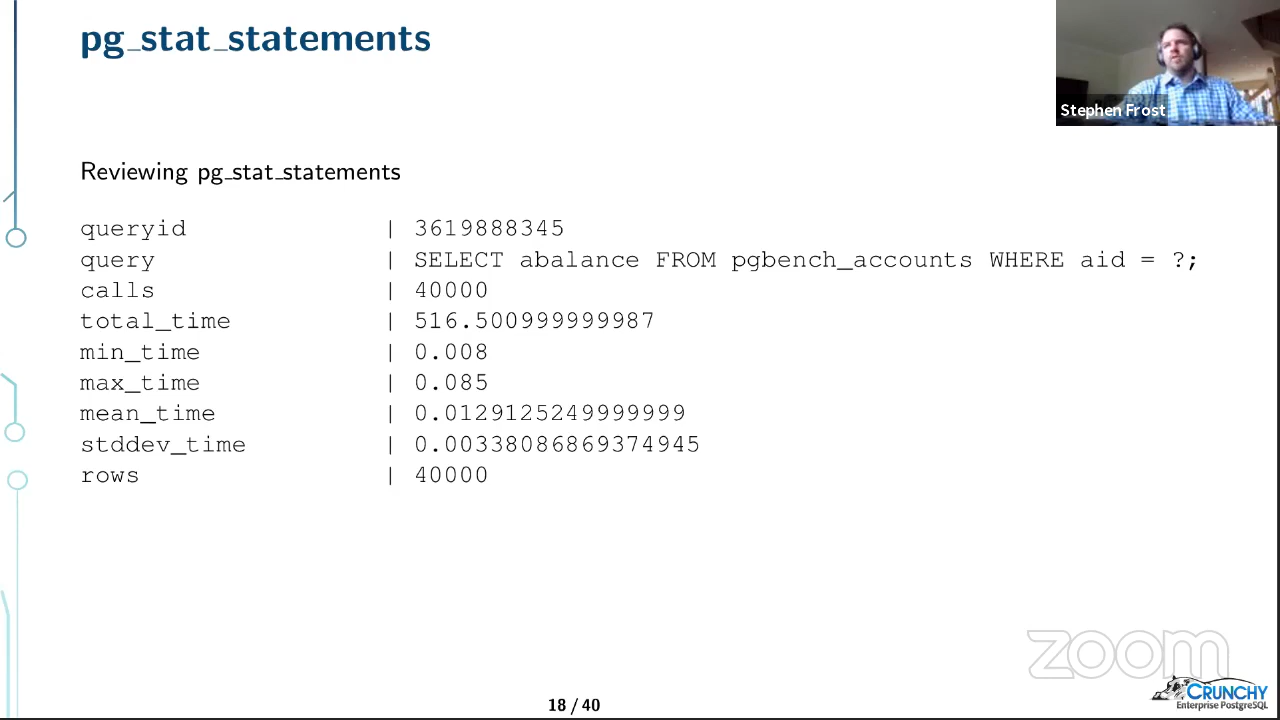 pg_stat_statements
Stephen Frost
Reviewing pg_stat_statements
queryid | 3619888345
query | SELECT abalance FROM pgbench_accounts WHERE aid = ?;
calls | 40000
total_time | 516.500999999987
min_time | 0.008
max_time | 0.085
mean_time | 0.0129125249999999
stddev_time | 0.00338086869374945
rows | 40000
zoom
CRUNCHY
Enterprise PostgreSQL
18 / 40